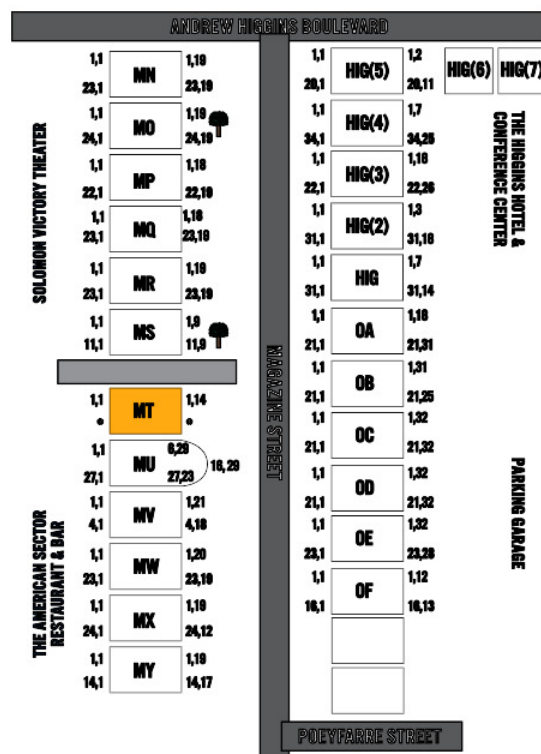 ANDREW HIGGINS BOULEVARD
1,1 MN 1,19
23,1 23,19
1,1 MO 1,19
24,1 24,19
1,1 MP 1,18
22,1 22,19
1,1 MQ 1,18
23,1 23,19
1,1 MR 1,19
23,1 23,19
1,1 MS 1,9
11,1 11,9
1,1 MT 1,14
1,1 MU 6,29
27,1 27,23 16,29
1,1 MV 1,21
4,1 4,18
1,1 MW 1,20
23,1 23,19
1,1 MX 1,19
24,1 24,12
1,1 MY 1,19
14,1 14,17
SOLOMON VICTORY THEATER
THE AMERICAN SECTOR
RESTAURANT & BAR
MAGAZINE STREET
1,1 HIG(5) 1,2 HIG(6) HIG(7)
20,1 20,11
1,1 HIG(4) 1,7
34,1 34,25
1,1 HIG(3) 1,18
22,1 22,26
1,1 HIG(2) 1,3
31,1 31,16
1,1 HIG 1,7
31,1 31,14
1,1 OA 1,18
21,1 21,31
1,1 OB 1,31
21,1 21,25
1,1 OC 1,32
21,1 21,32
1,1 OD 1,32
21,1 21,32
1,1 OE 1,32
23,1 23,28
1,1 OF 1,12
16,1 16,13
THE HIGGINS HOTEL &
CONFERENCE CENTER
PARKING GARAGE
POEYFARRE STREET